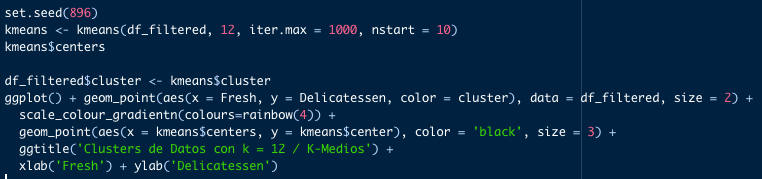 set.seed(896)
kmeans <- kmeans(df_filtered, 12, iter.max = 1000, nstart = 10)
kmeans$centers

df_filtered$cluster <- kmeans$cluster
ggplot() + geom_point(aes(x = Fresh, y = Delicatessen, color = cluster), data = df_filtered, size = 2) +
  scale_colour_gradientn(colours=rainbow(4)) +
  geom_point(aes(x = kmeans$centers, y = kmeans$center), color = 'black', size = 3) +
  ggtitle('Clusters de Datos con k = 12 / K-Medios') +
  xlab('Fresh') + ylab('Delicatessen')